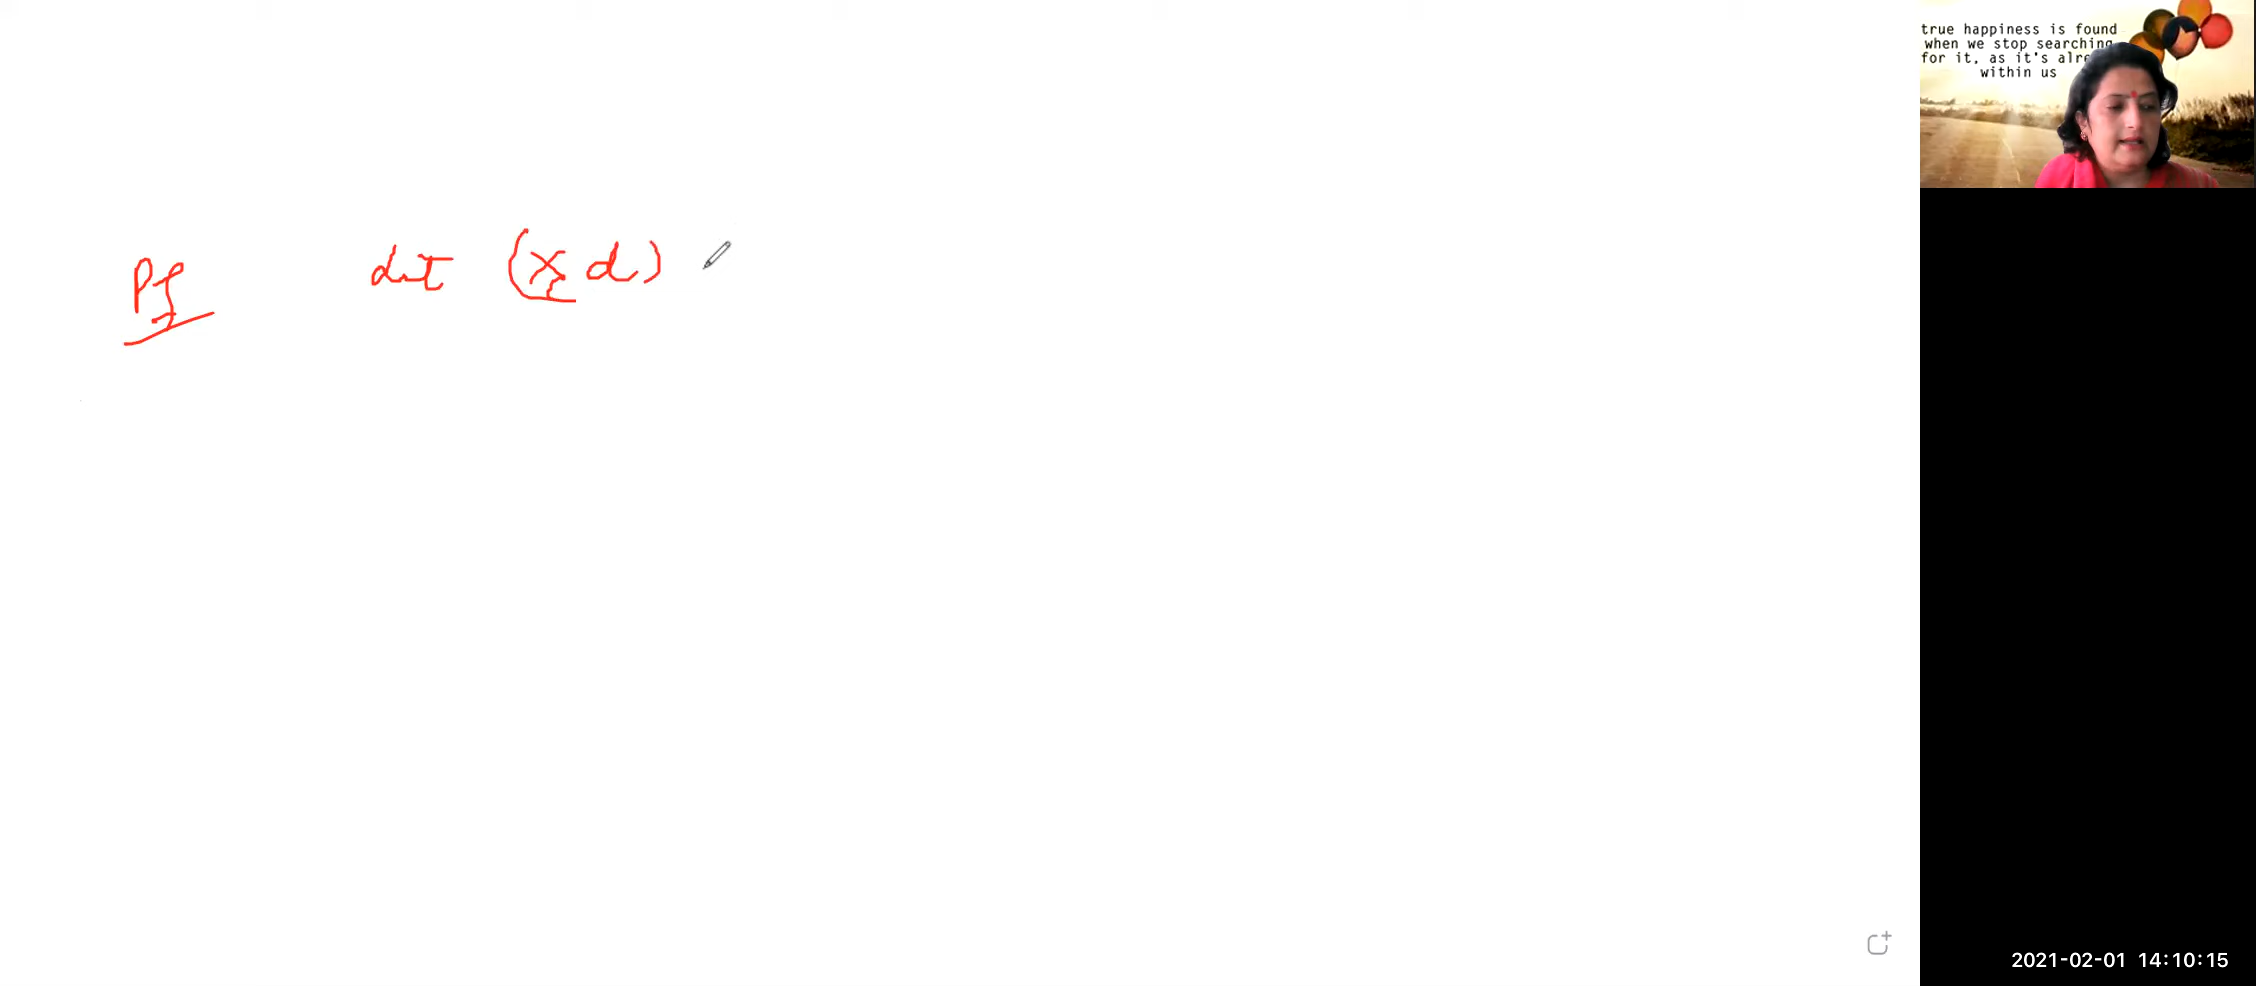 true happiness is found
when we stop searching
for it, as it's alre
within us
Pf det (X, d)
2021-02-01 14:10:15